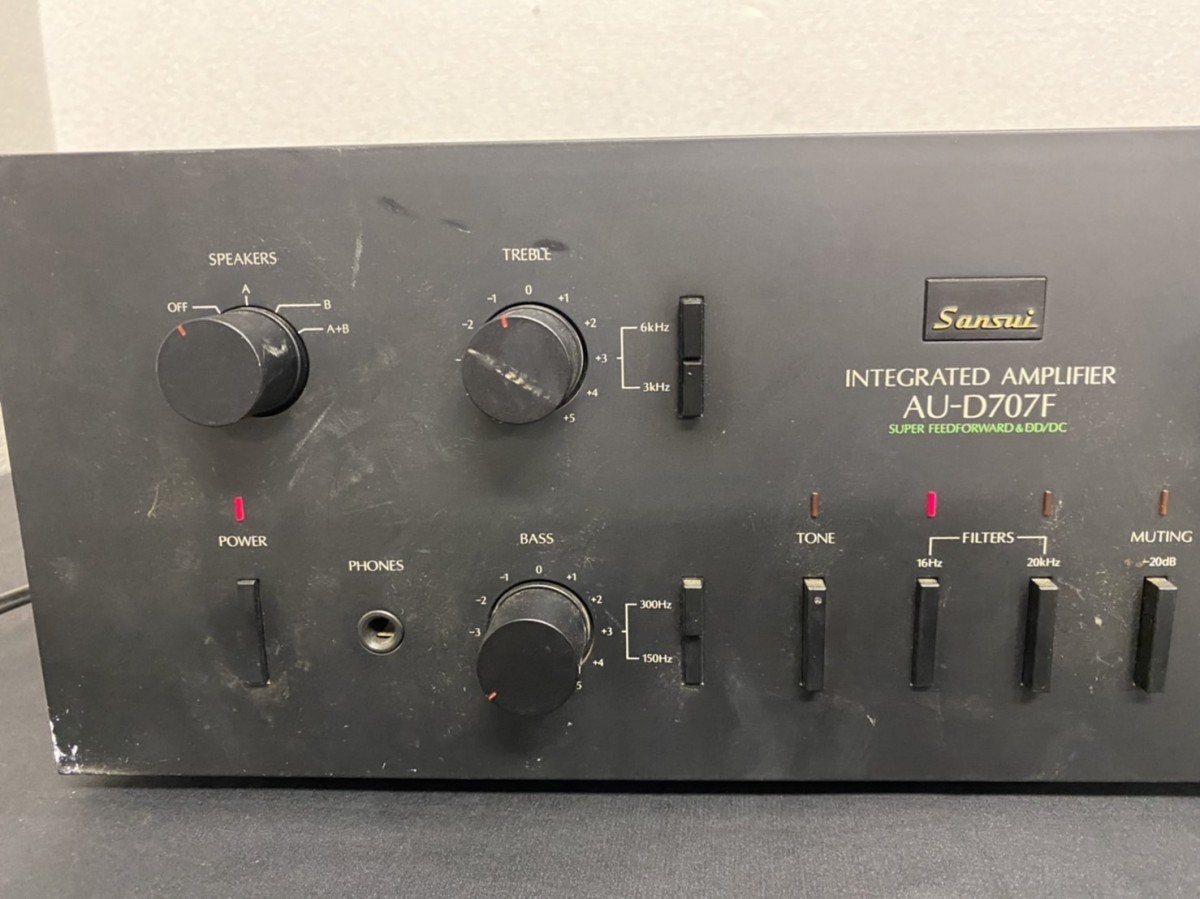 SPEAKERS
OFF
A
B
A+B
TREBLE
-2
-1
0
+1
+2
+3
+4
+5
6kHz
3kHz
Sansui
INTEGRATED AMPLIFIER
AU-D707F
SUPER FEEDFORWARD & DD/DC
POWER
PHONES
BASS
-3
-2
-1
0
+1
+2
+3
+4
5
300Hz
150Hz
TONE
FILTERS
16Hz
20kHz
MUTING
-20dB